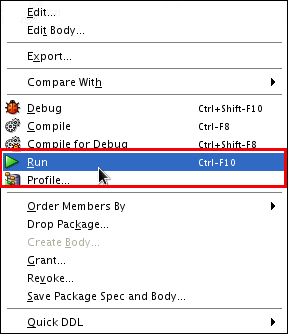 Edit...
Edit Body...
Export...
Compare With
Debug Ctrl+Shift-F10
Compile Ctrl-F8
Compile for Debug Ctrl+Shift-F8
Run Ctrl-F10
Profile...
Order Members By
Drop Package...
Create Body...
Grant...
Revoke...
Save Package Spec and Body...
Quick DDL